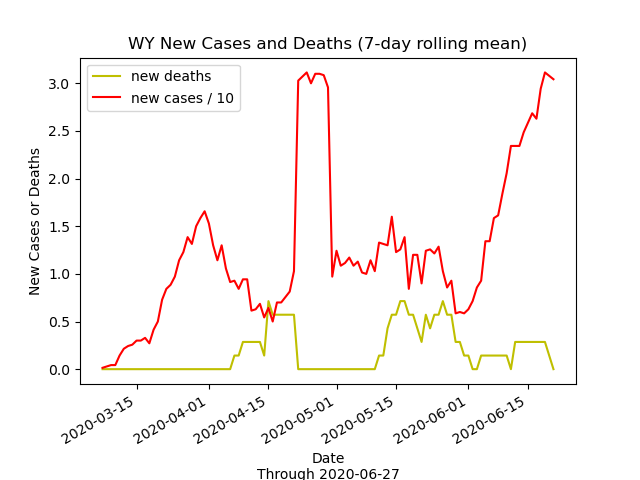 WY New Cases and Deaths (7-day rolling mean)
new deaths
new cases / 10
New Cases or Deaths
3.0
2.5
2.0
1.5
1.0
0.5
0.0
2020-03-15
2020-04-01
2020-04-15
2020-05-01
2020-05-15
2020-06-01
2020-06-15
Date
Through 2020-06-27